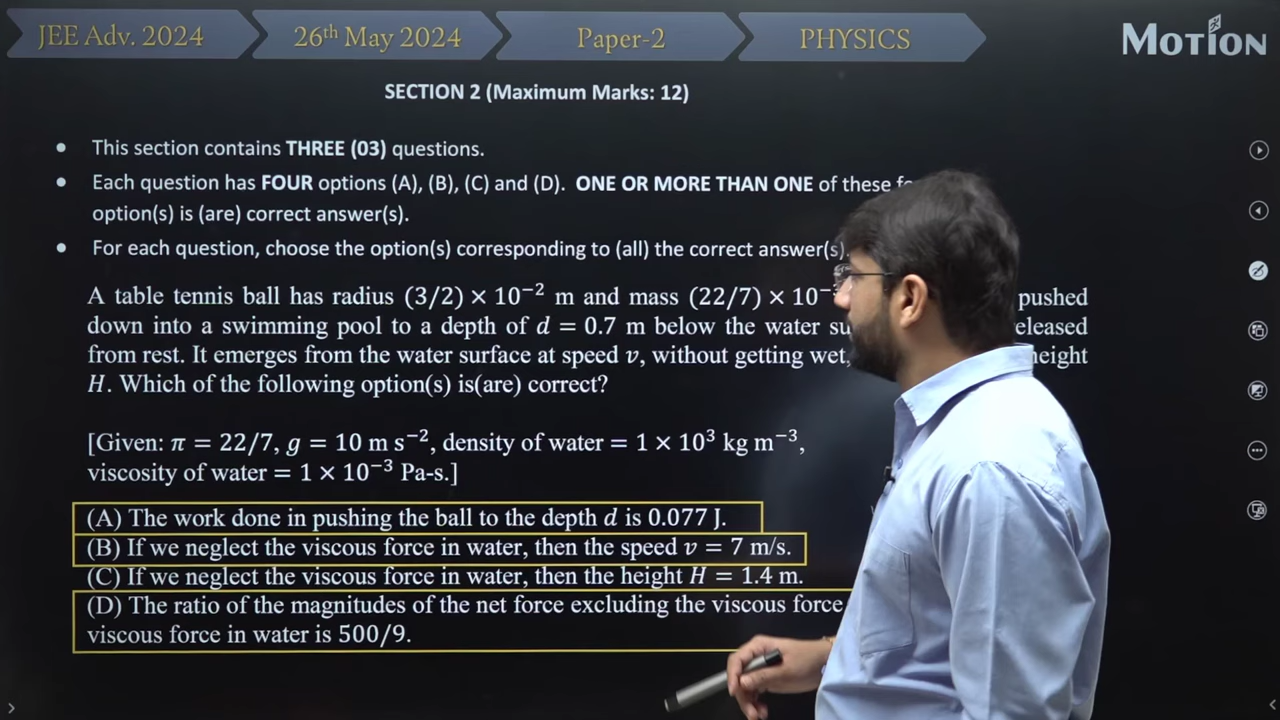 JEE Adv. 2024
26th May 2024
Paper-2
PHYSICS
MOTION
SECTION 2 (Maximum Marks: 12)
• This section contains THREE (03) questions.
• Each question has FOUR options (A), (B), (C) and (D). ONE OR MORE THAN ONE of these
option(s) is (are) correct answer(s).
• For each question, choose the option(s) corresponding to (all) the correct answer(s)
A table tennis ball has radius (3/2) × 10⁻² m and mass (22/7) × 10⁻ pushed
down into a swimming pool to a depth of d = 0.7 m below the water
from rest. It emerges from the water surface at speed v, without getting wet,
H. Which of the following option(s) is(are) correct?
[Given: π = 22/7, g = 10 m s⁻², density of water = 1 × 10³ kg m⁻³,
viscosity of water = 1 × 10⁻³ Pa-s.]
(A) The work done in pushing the ball to the depth d is 0.077 J.
(B) If we neglect the viscous force in water, then the speed v = 7 m/s.
(C) If we neglect the viscous force in water, then the height H = 1.4 m.
(D) The ratio of the magnitudes of the net force excluding the viscous force
viscous force in water is 500/9.